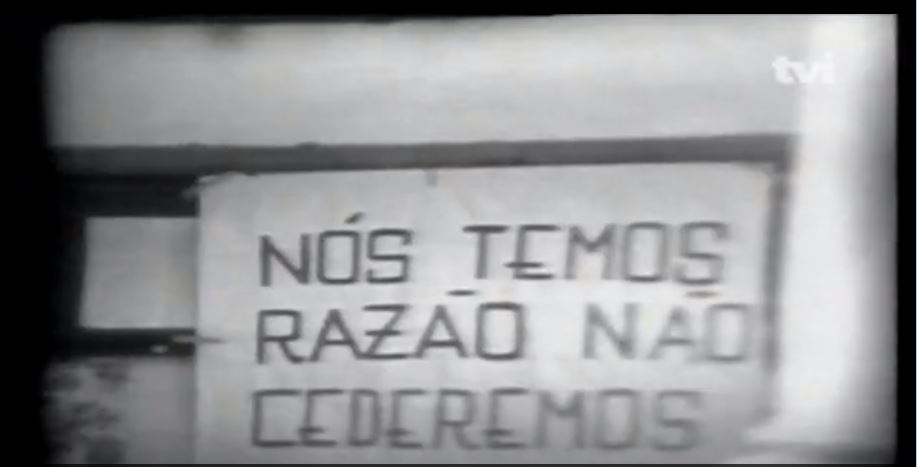 tvi
NÓS TEMOS
RAZÃO NÃO
CEDEREMOS